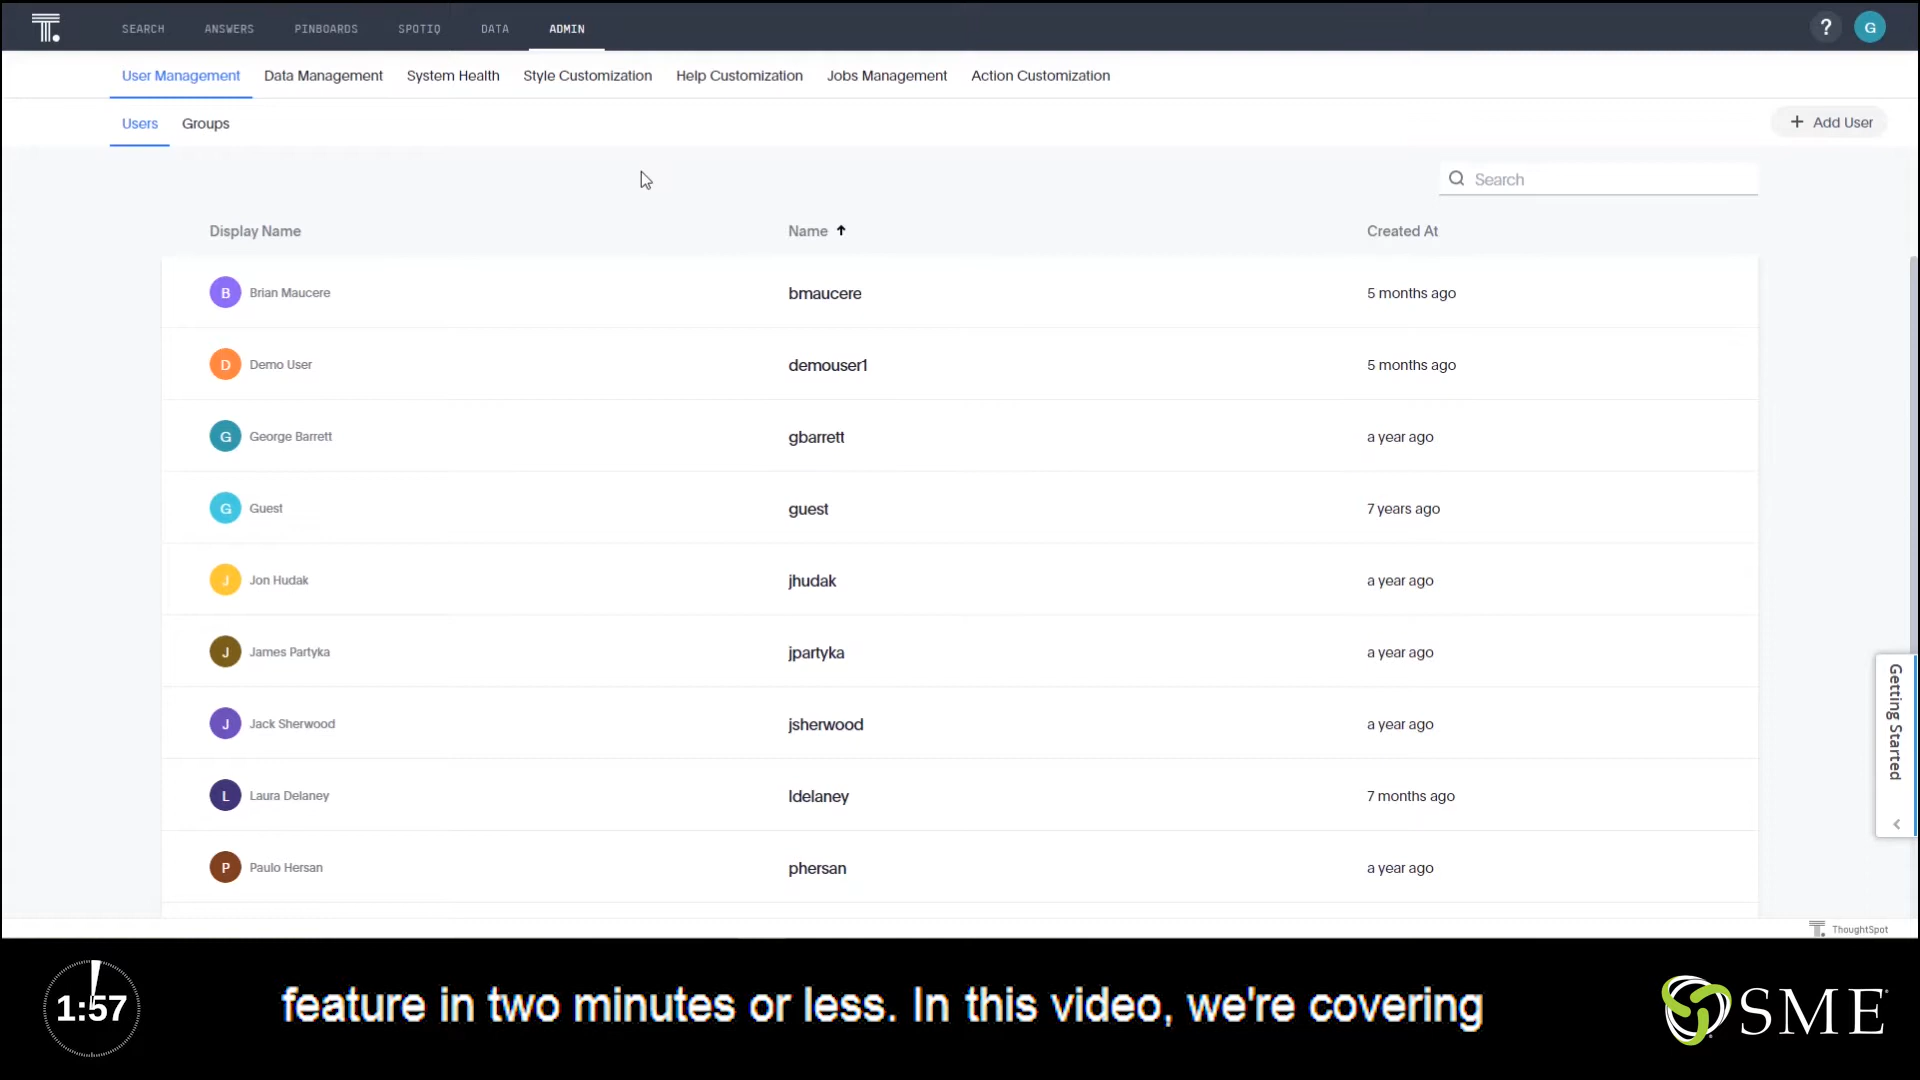 T. SEARCH ANSWERS PINBOARDS SPOTIQ DATA ADMIN ? G
User Management Data Management System Health Style Customization Help Customization Jobs Management Action Customization
Users Groups + Add User
Search
Display Name Name ↑ Created At
B Brian Maucere bmaucere 5 months ago
D Demo User demouser1 5 months ago
G George Barrett gbarrett a year ago
G Guest guest 7 years ago
J Jon Hudak jhudak a year ago
J James Partyka jpartyka a year ago
J Jack Sherwood jsherwood a year ago
L Laura Delaney ldelaney 7 months ago
P Paulo Hersan phersan a year ago
Getting Started
T. ThoughtSpot
1:57 feature in two minutes or less. In this video, we're covering SME